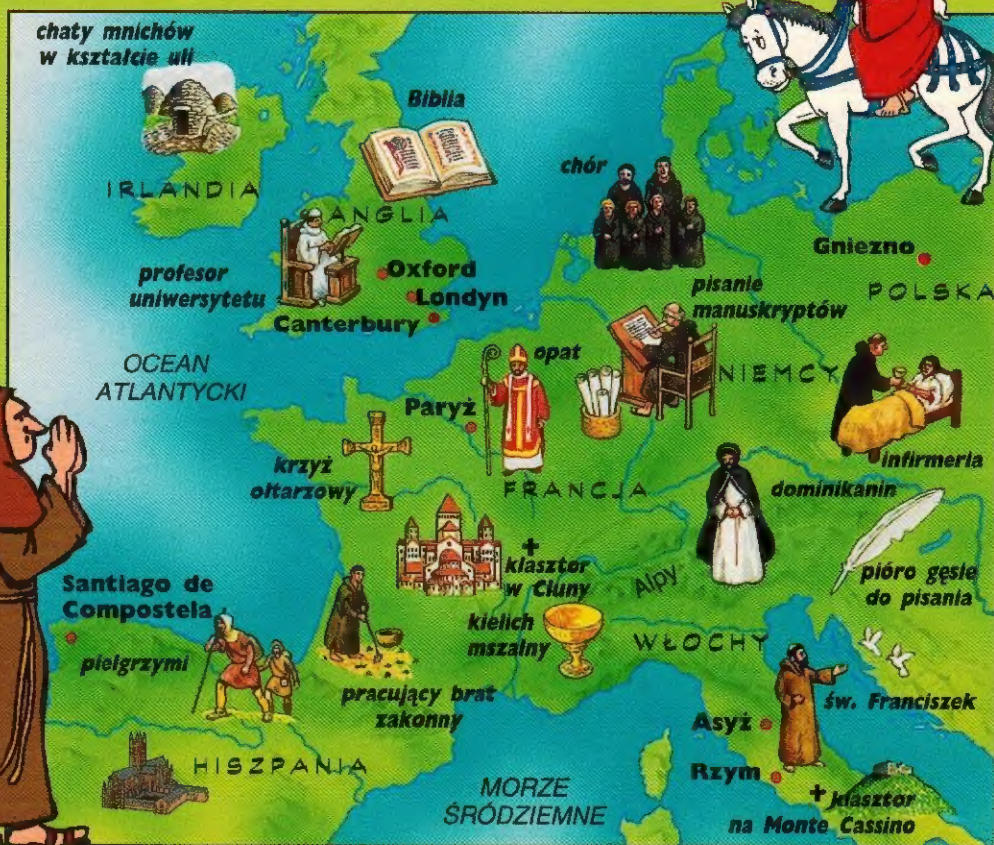 chaty mnichów
w kształcie uli
Biblia
chór
IRLANDIA
ANGLIA
Gniezno
profesor
uniwersytetu
Oxford
Londyn
Canterbury
pisanie
manuskryptów
POLSKA
OCEAN
ATLANTYCKI
opat
NIEMCY
Paryż
infirmeria
krzyż
ołtarzowy
FRANCJA
dominikanin
klasztor
w Cluny
Alpy
pióro gęsie
do pisania
Santiago de
Compostela
kielich
mszalny
WŁOCHY
pielgrzymi
pracujący brat
zakonny
św. Franciszek
Asyż
HISZPANIA
Rzym
MORZE
ŚRÓDZIEMNE
klasztor
na Monte Cassino